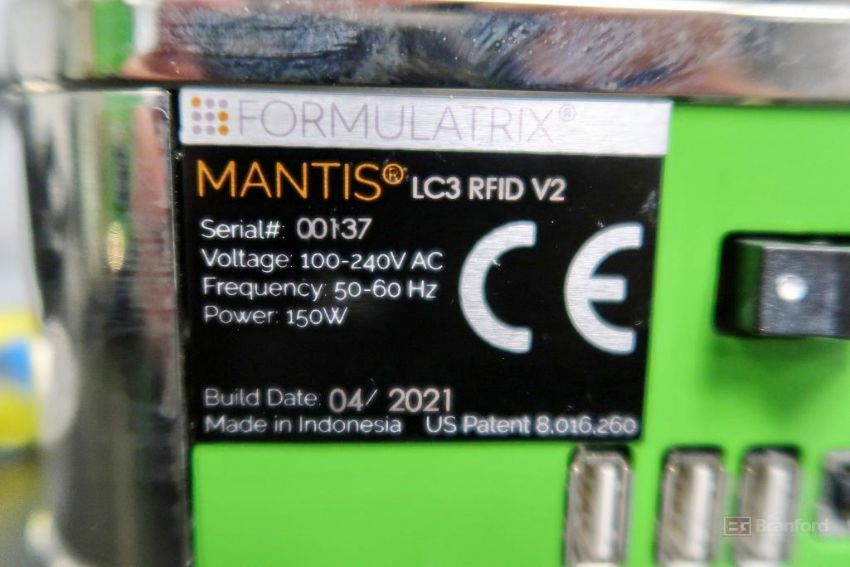 FORMULATRIX®
MANTIS® LC3 RFID V2
Serial#: 00137
Voltage: 100-240V AC
Frequency: 50-60 Hz
Power: 150W
CE
Build Date: 04/ 2021
Made in Indonesia US Patent 8,016,260
Branford